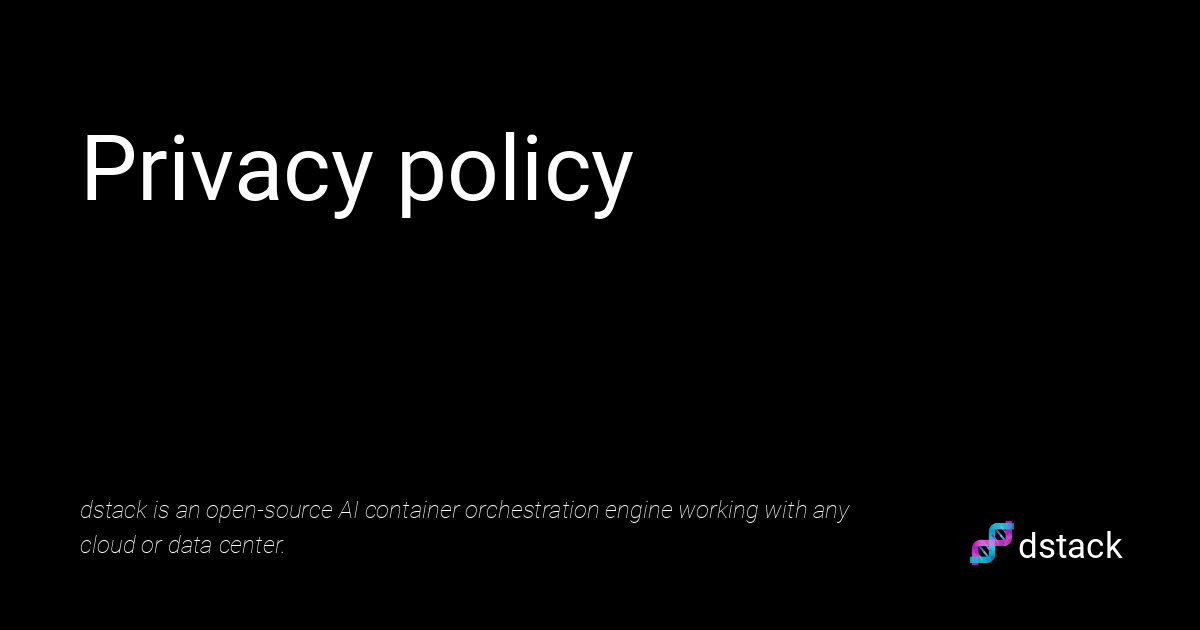 Privacy policy
dstack is an open-source AI container orchestration engine working with any
cloud or data center.
dstack